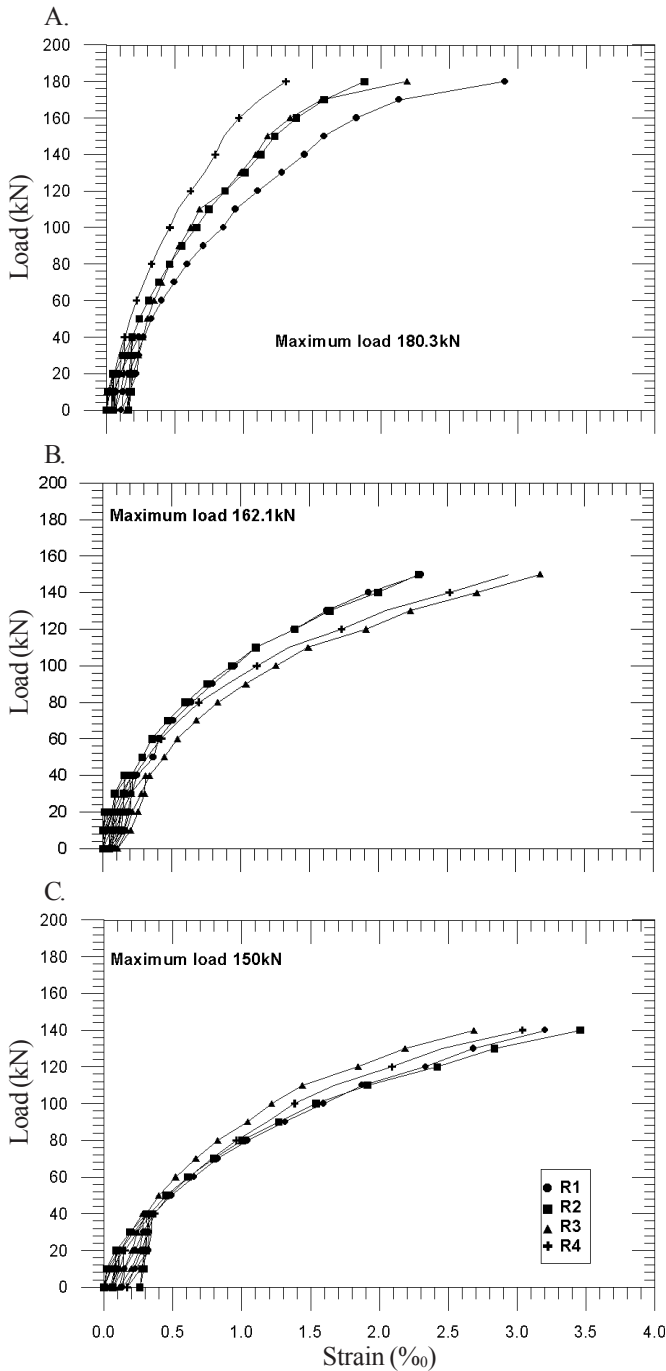 A.
200
180
160
140
120
100
80
60
40
20
0
Load (kN)
Maximum load 180.3kN
B.
200
180
160
140
120
100
80
60
40
20
0
Load (kN)
Maximum load 162.1kN
C.
200
180
160
140
120
100
80
60
40
20
0
Load (kN)
Maximum load 150kN
R1
R2
R3
R4
0.0 0.5 1.0 1.5 2.0 2.5 3.0 3.5 4.0
Strain (‰)